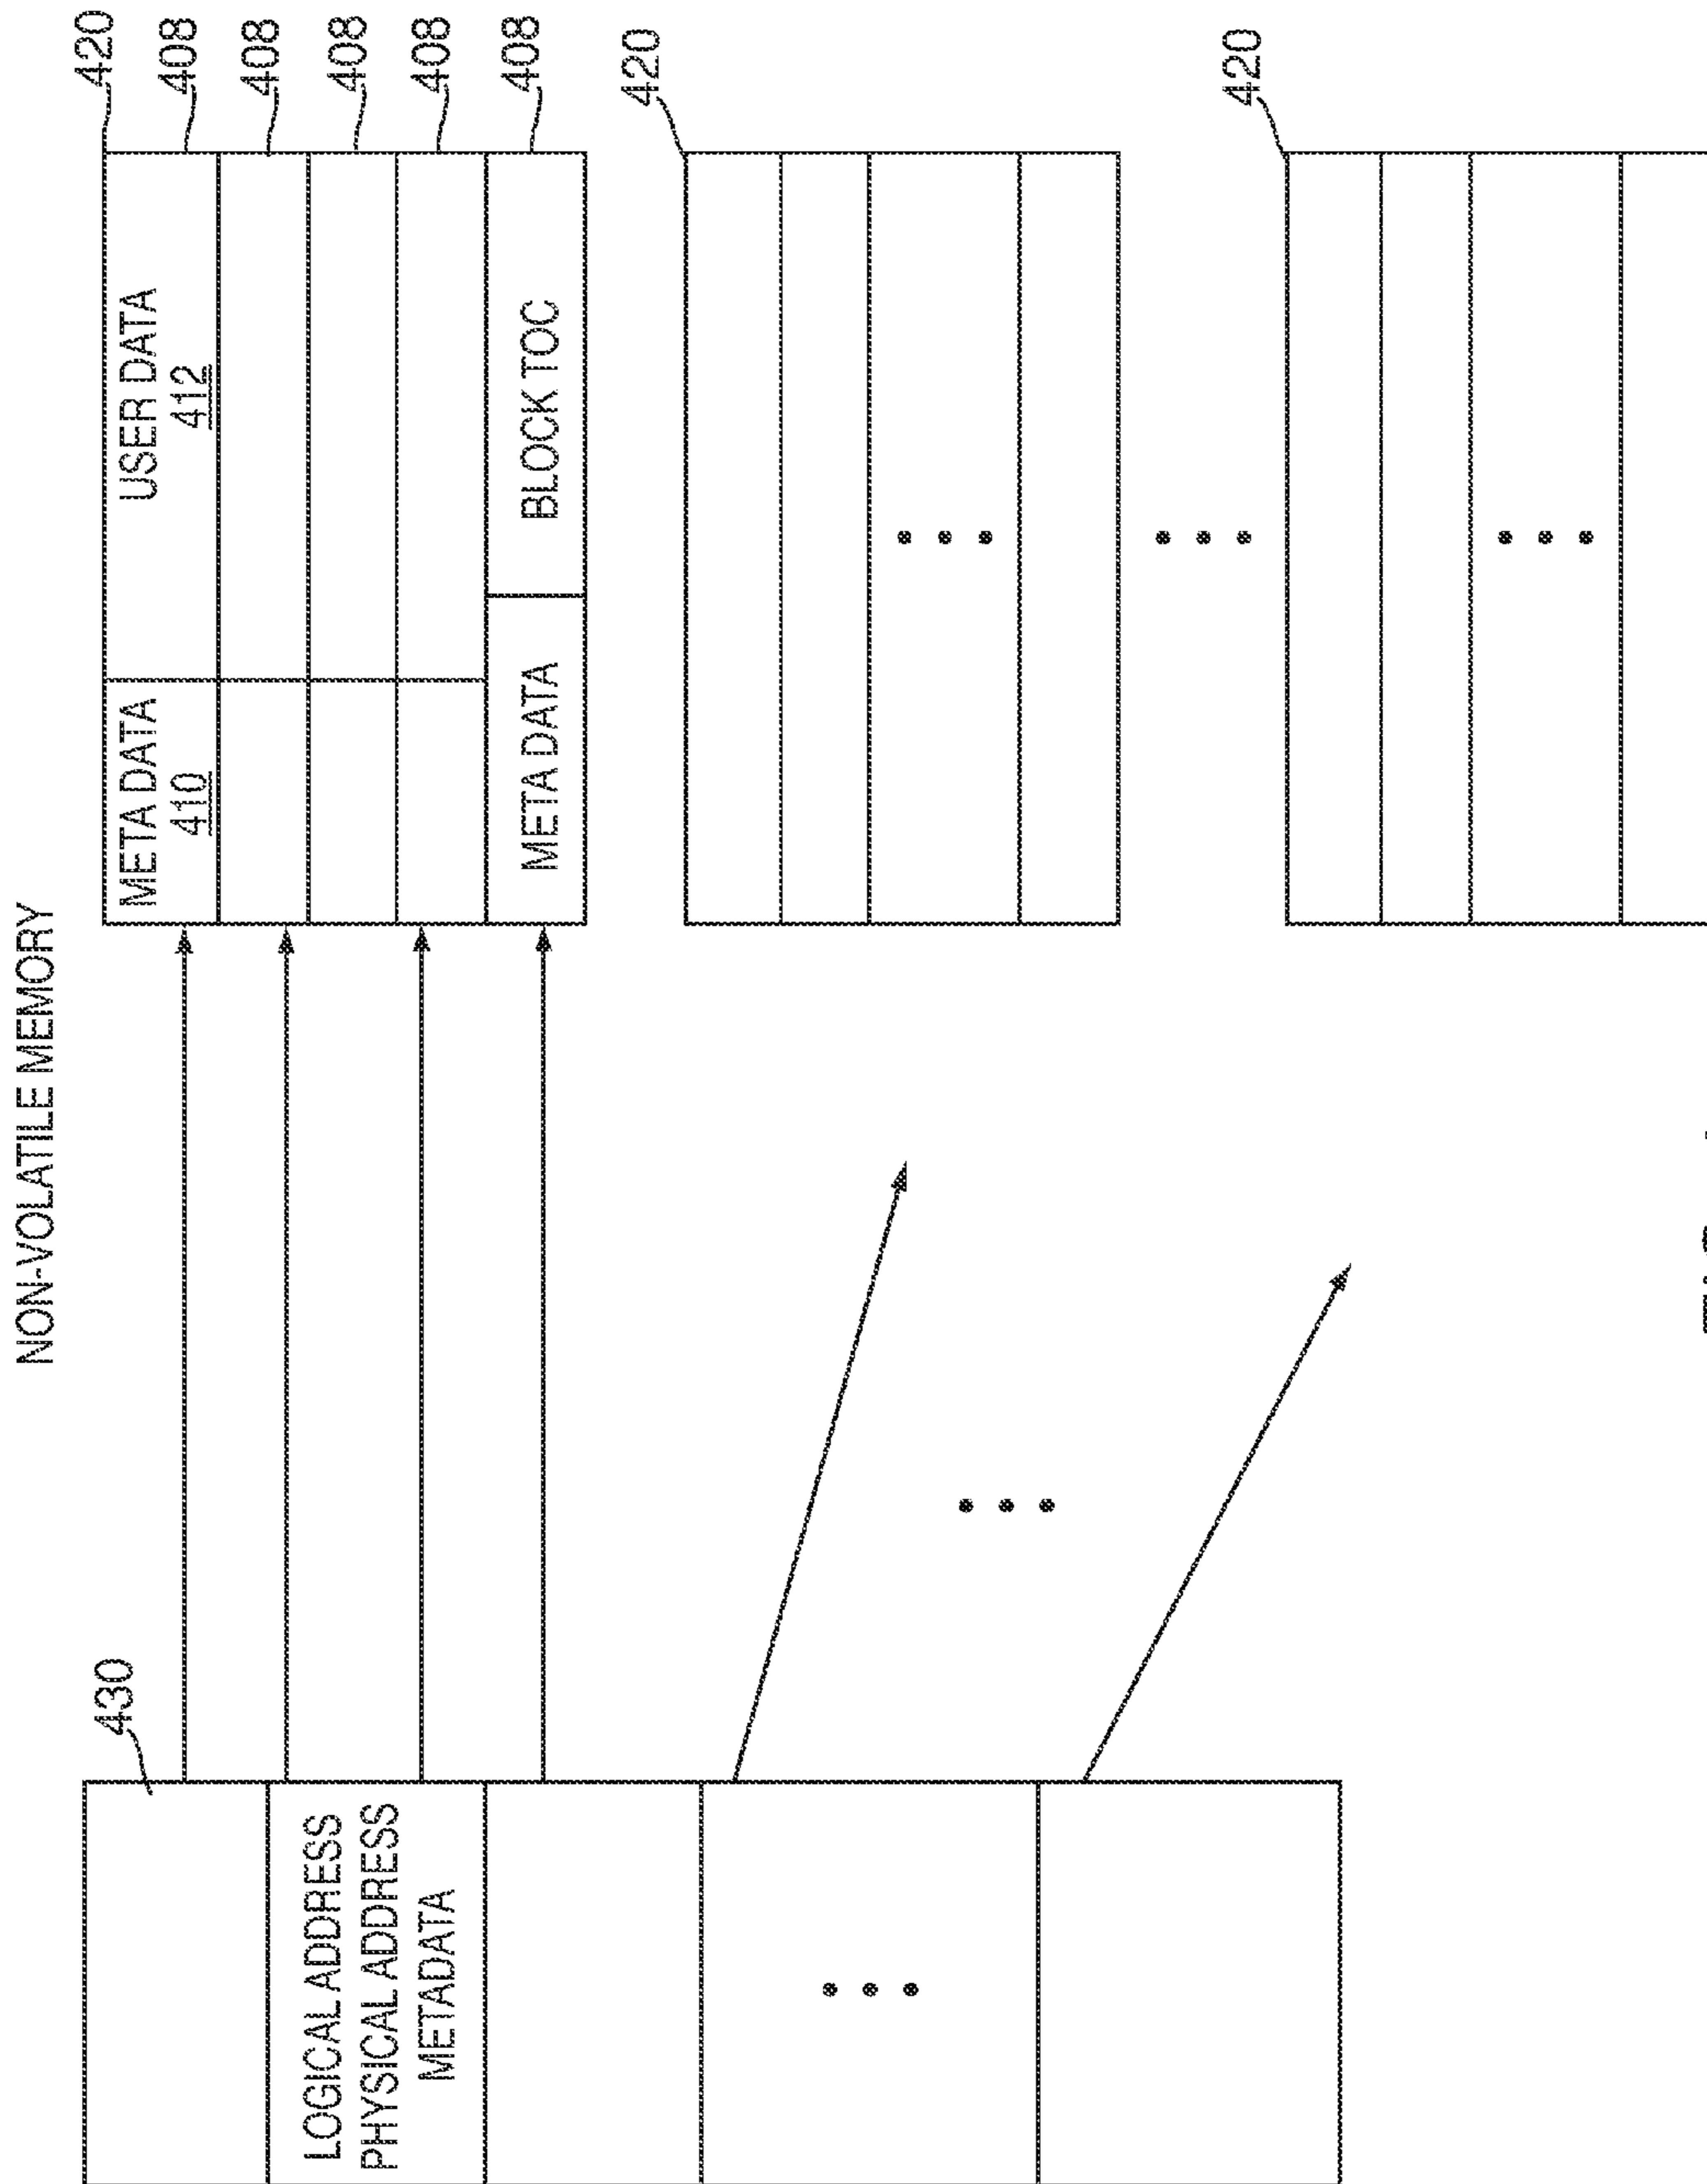 NON-VOLATILE MEMORY
430
LOGICAL ADDRESS
PHYSICAL ADDRESS
METADATA
420
META DATA
410
USER DATA
412
408
408
408
408
META DATA
BLOCK TOC
408
420
420